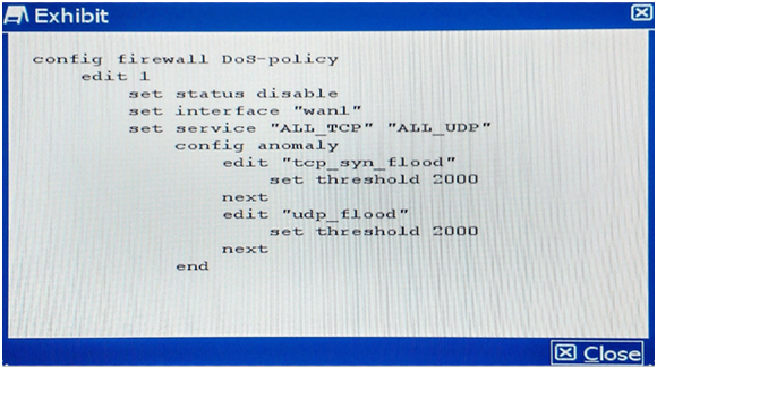 Exhibit
config firewall DoS-policy
edit 1
set status disable
set interface "wan1"
set service "ALL_TCP" "ALL_UDP"
config anomaly
edit "tcp_syn_flood"
set threshold 2000
next
edit "udp_flood"
set threshold 2000
next
end
Close